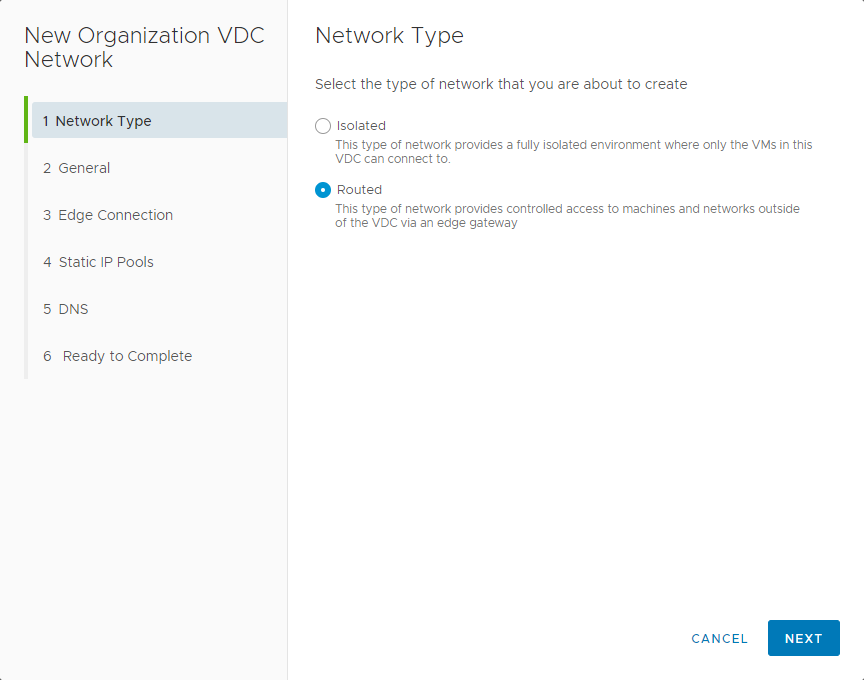 New Organization VDC
Network
1 Network Type
2 General
3 Edge Connection
4 Static IP Pools
5 DNS
6 Ready to Complete
Network Type
Select the type of network that you are about to create
Isolated
This type of network provides a fully isolated environment where only the VMs in this
VDC can connect to.
Routed
This type of network provides controlled access to machines and networks outside
of the VDC via an edge gateway
CANCEL
NEXT